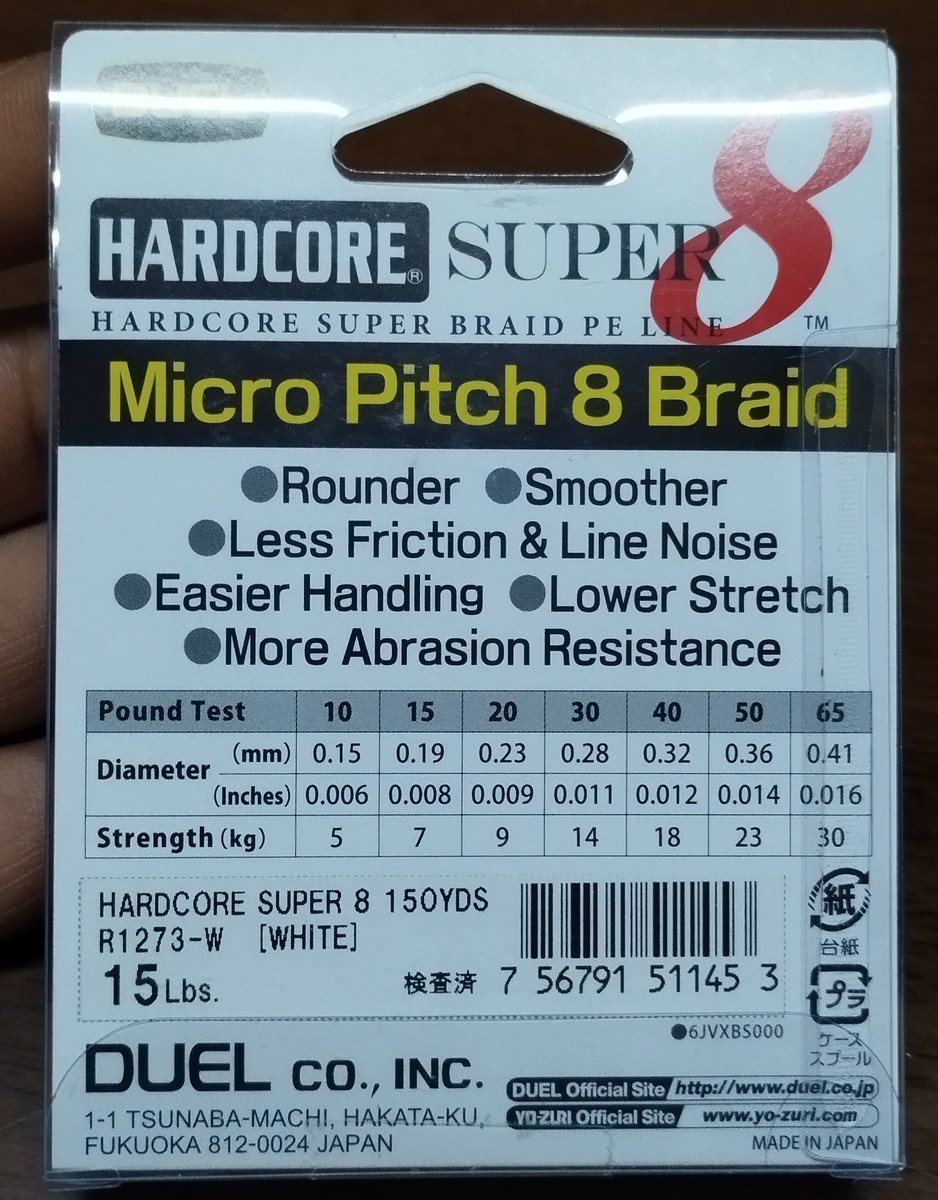 DUEL
HARDCORE® SUPER 8
HARDCORE SUPER BRAID PE LINE ™
Micro Pitch 8 Braid
●Rounder ●Smoother
●Less Friction & Line Noise
●Easier Handling ●Lower Stretch
●More Abrasion Resistance
Pound Test 10 15 20 30 40 50 65
Diameter (mm) 0.15 0.19 0.23 0.28 0.32 0.36 0.41
(Inches) 0.006 0.008 0.009 0.011 0.012 0.014 0.016
Strength (kg) 5 7 9 14 18 23 30
HARDCORE SUPER 8 150YDS
R1273-W [WHITE]
15Lbs.
検査済 7 56791 51145 3
紙
台紙
プラ
ケース
スプール
●6JVXBS000
DUEL CO., INC.
1-1 TSUNABA-MACHI, HAKATA-KU,
FUKUOKA 812-0024 JAPAN
DUEL Official Site http://www.duel.co.jp
YO-ZURI Official Site www.yo-zuri.com
MADE IN JAPAN